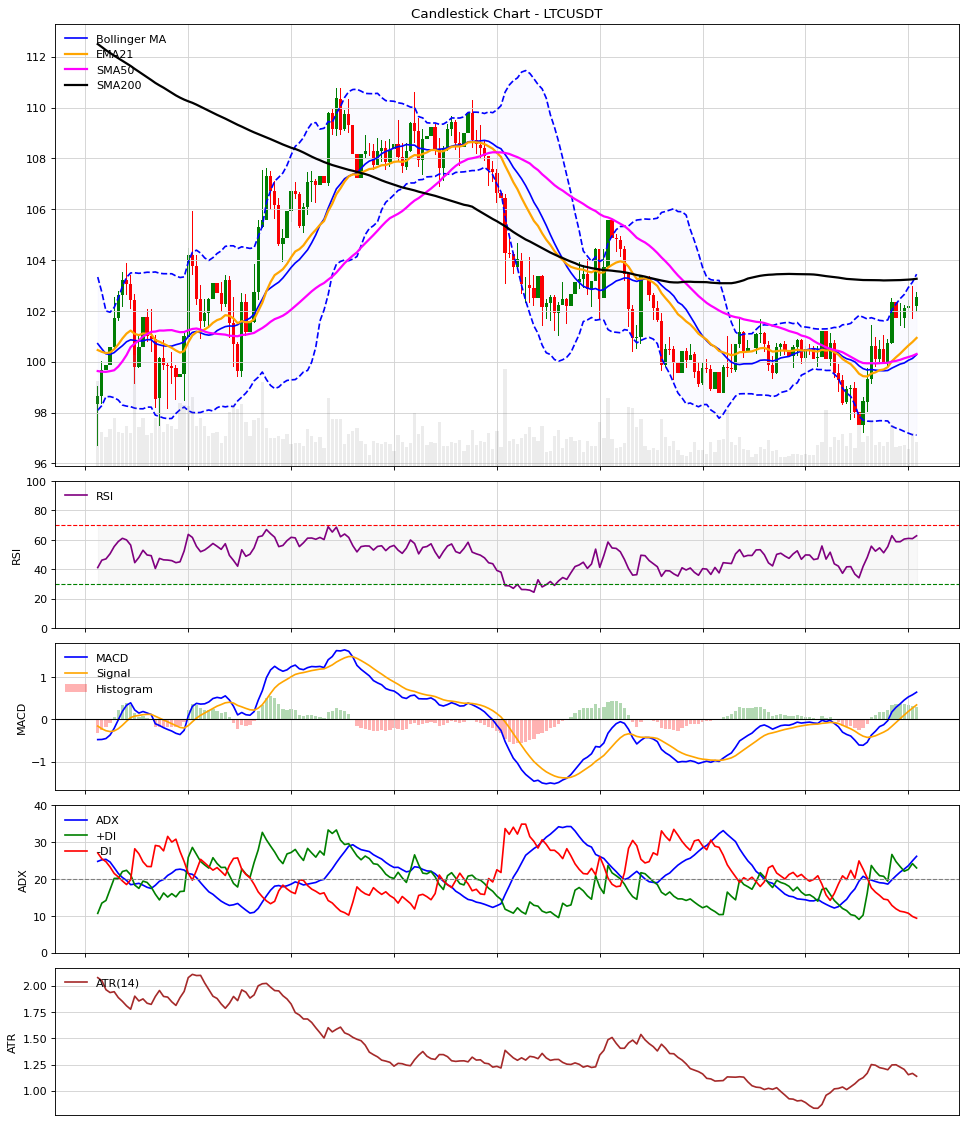 Candlestick Chart - LTCUSDT
Bollinger MA
EMA21
SMA50
SMA200
112
110
108
106
104
102
100
98
96
RSI
100
80
60
40
20
0
RSI
MACD
Signal
Histogram
1
0
−1
MACD
ADX
+DI
-DI
40
30
20
10
0
ADX
ATR(14)
2.00
1.75
1.50
1.25
1.00
ATR